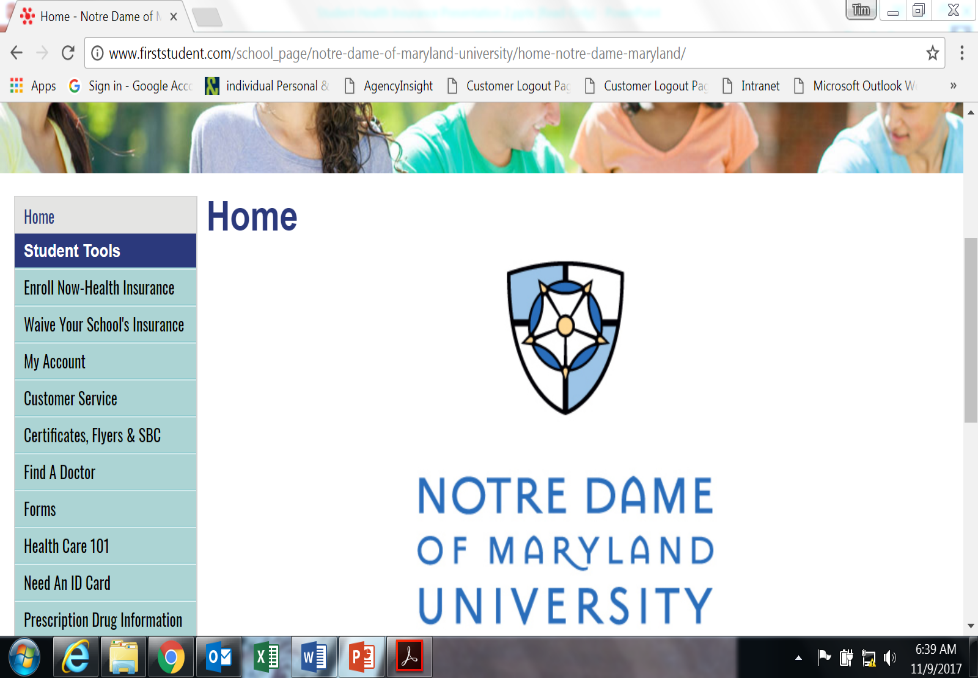 Home - Notre Dame of M
Tim
www.firststudent.com/school_page/notre-dame-of-maryland-university/home-notre-dame-maryland/
Apps
Sign in - Google Acc
individual Personal &
AgencyInsight
Customer Logout Pag
Customer Logout Pag
Intranet
Microsoft Outlook W
»
Home
Home
Student Tools
Enroll Now-Health Insurance
Waive Your School's Insurance
My Account
Customer Service
Certificates, Flyers & SBC
Find A Doctor
Forms
Health Care 101
Need An ID Card
Prescription Drug Information
NOTRE DAME
OF MARYLAND
UNIVERSITY
6:39 AM
11/9/2017